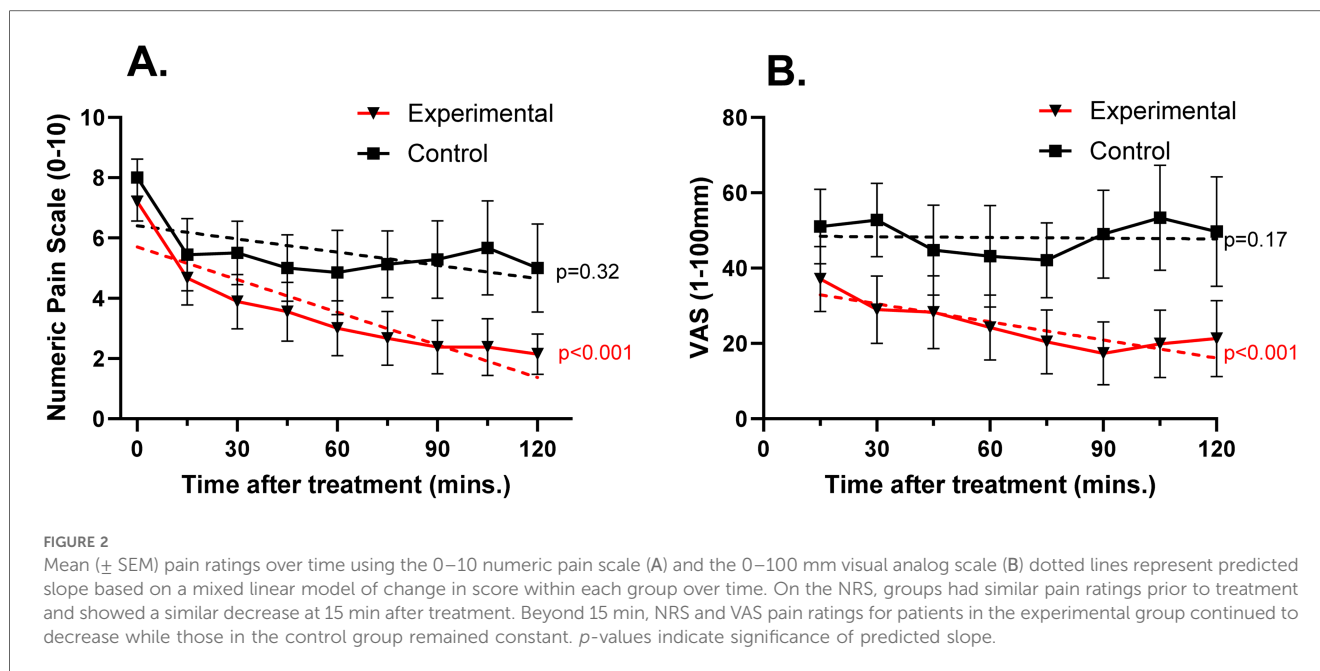 A.
Experimental
Control
Numeric Pain Scale (0-10)
10
8
6
4
2
0
p=0.32
p<0.001
0
30
60
90
120
Time after treatment (mins.)
B.
Experimental
Control
VAS (1-100mm)
80
60
40
20
0
p=0.17
p<0.001
0
30
60
90
120
Time after treatment (mins.)
FIGURE 2
Mean (± SEM) pain ratings over time using the 0–10 numeric pain scale (A) and the 0–100 mm visual analog scale (B) dotted lines represent predicted
slope based on a mixed linear model of change in score within each group over time. On the NRS, groups had similar pain ratings prior to treatment
and showed a similar decrease at 15 min after treatment. Beyond 15 min, NRS and VAS pain ratings for patients in the experimental group continued to
decrease while those in the control group remained constant. p-values indicate significance of predicted slope.